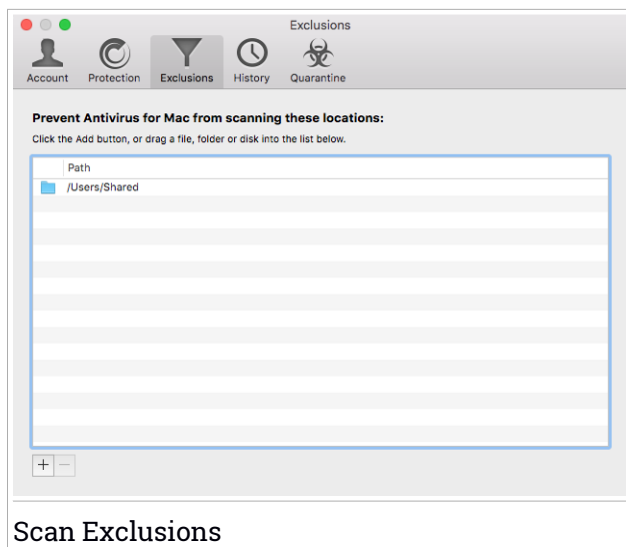 Exclusions
Account Protection Exclusions History Quarantine
Prevent Antivirus for Mac from scanning these locations:
Click the Add button, or drag a file, folder or disk into the list below.
Path
/Users/Shared
Scan Exclusions